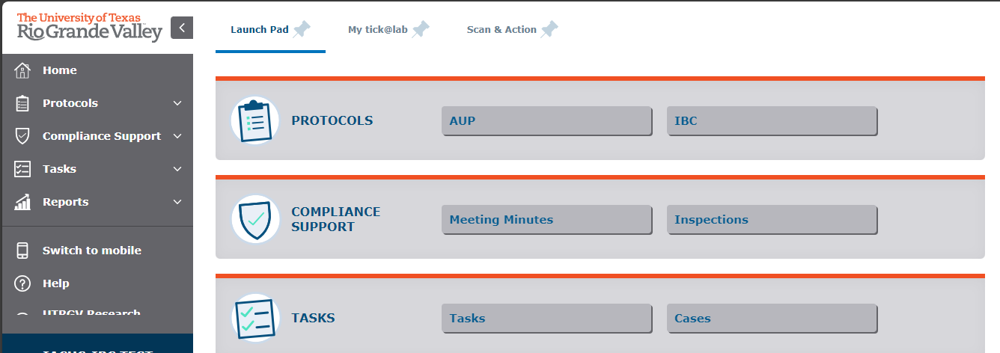 The University of Texas
Rio Grande Valley
Home
Protocols
Compliance Support
Tasks
Reports
Switch to mobile
Help
UTRGV Research
Launch Pad
My tick@lab
Scan & Action
PROTOCOLS
AUP
IBC
COMPLIANCE
SUPPORT
Meeting Minutes
Inspections
TASKS
Tasks
Cases